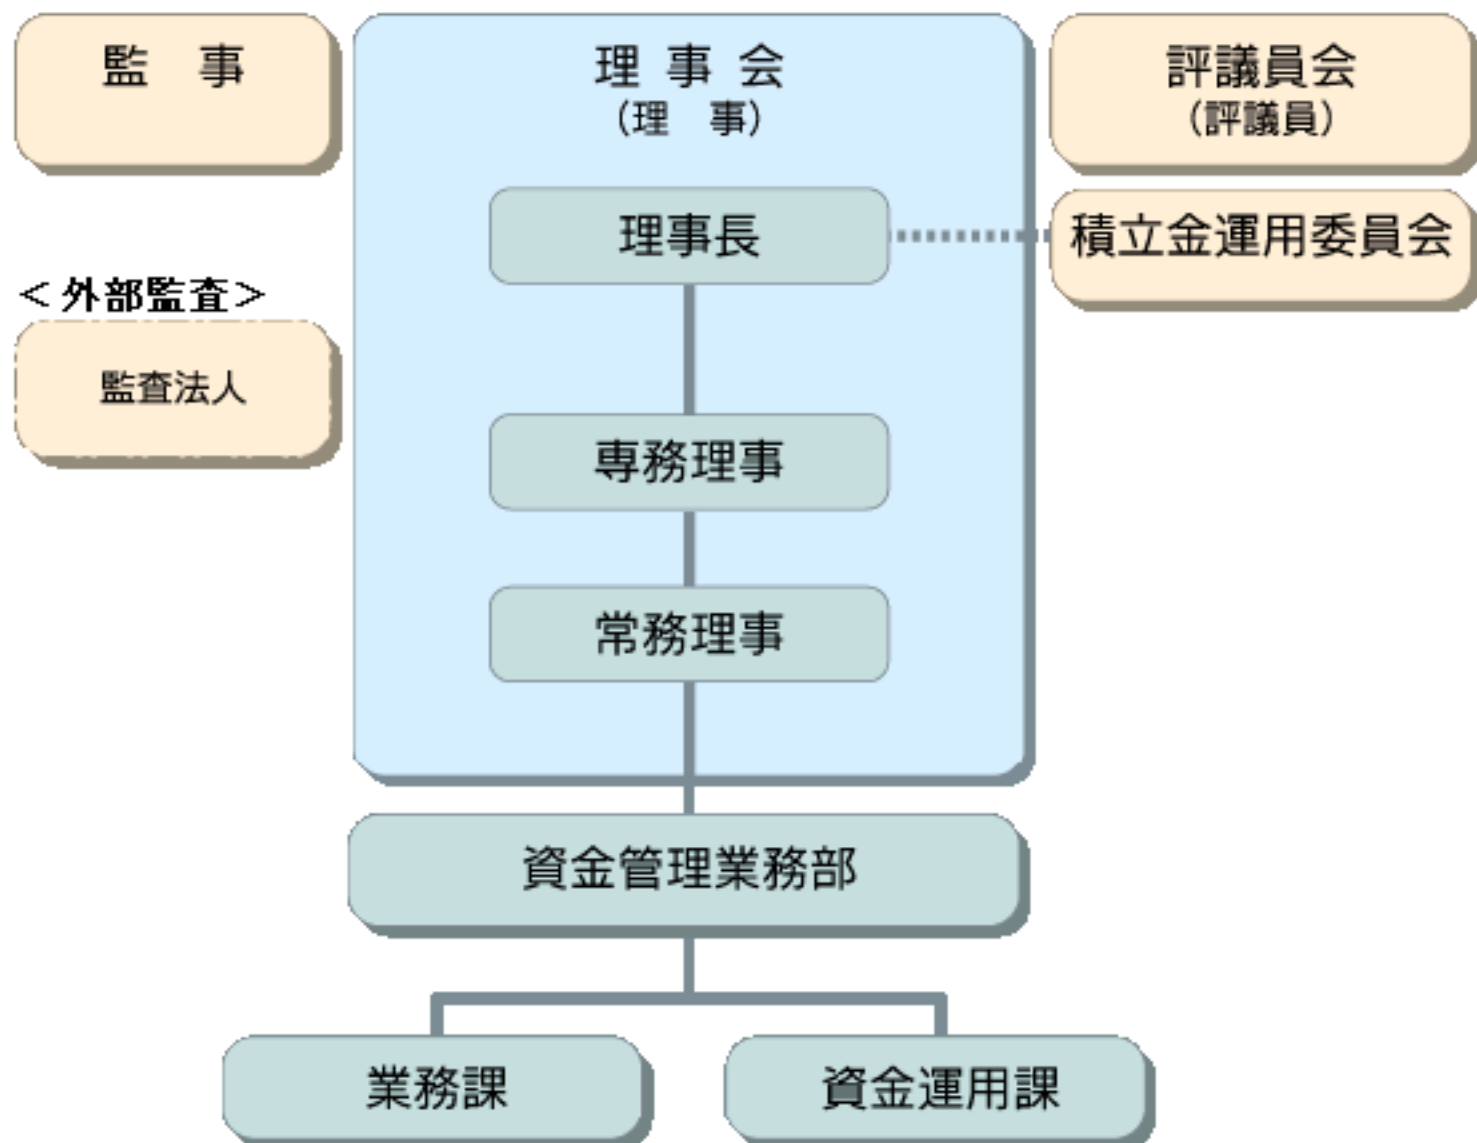 監　事
理 事 会
（理　事）
評議員会
（評議員）
理事長
積立金運用委員会
＜外部監査＞
監査法人
専務理事
常務理事
資金管理業務部
業務課
資金運用課